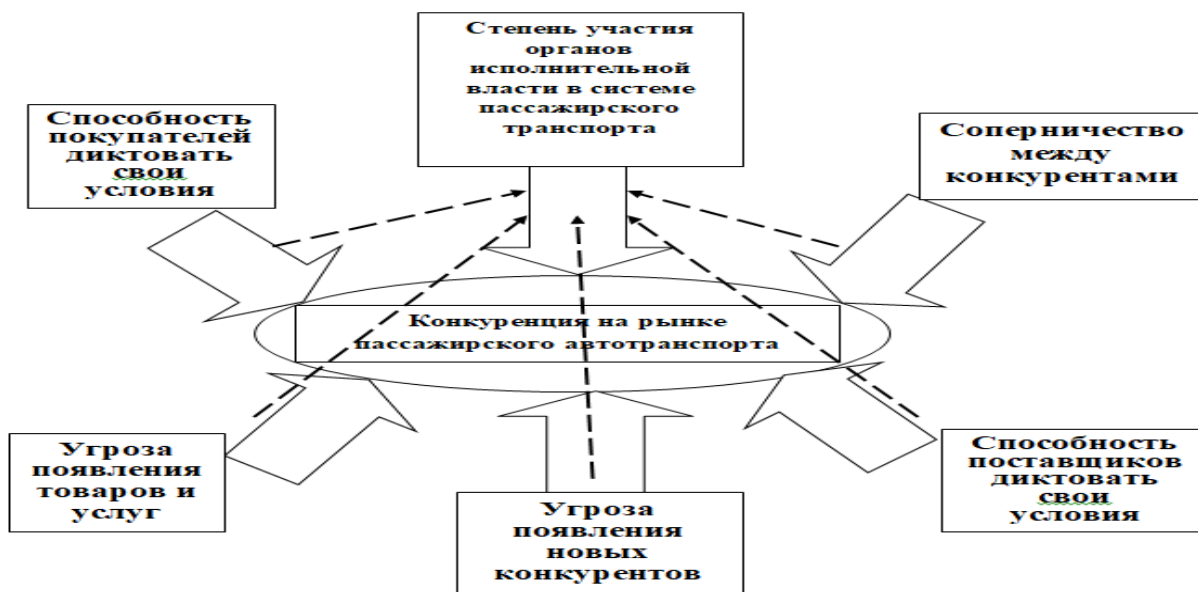 Степень участия
органов
исполнительной
власти в системе
пассажирского
транспорта
Способность
покупателей
диктовать
свои
условия
Соперничество
между
конкурентами
Конкуренция на рынке
пассажирского автотранспорта
Угроза
появления
товаров и
услуг
Угроза
появления
новых
конкурентов
Способность
поставщиков
диктовать
свои
условия